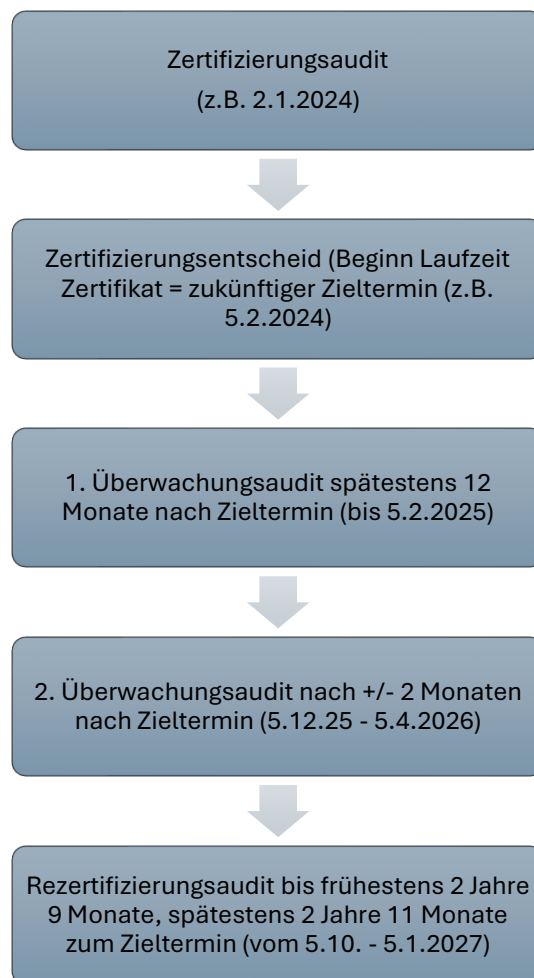 Zertifizierungsaudit
(z.B. 2.1.2024)
Zertifizierungsentscheid (Beginn Laufzeit
Zertifikat = zukünftiger Zieltermin (z.B.
5.2.2024)
1. Überwachungsaudit spätestens 12
Monate nach Zieltermin (bis 5.2.2025)
2. Überwachungsaudit nach +/- 2 Monaten
nach Zieltermin (5.12.25 - 5.4.2026)
Rezertifizierungsaudit bis frühestens 2 Jahre
9 Monate, spätestens 2 Jahre 11 Monate
zum Zieltermin (vom 5.10. - 5.1.2027)